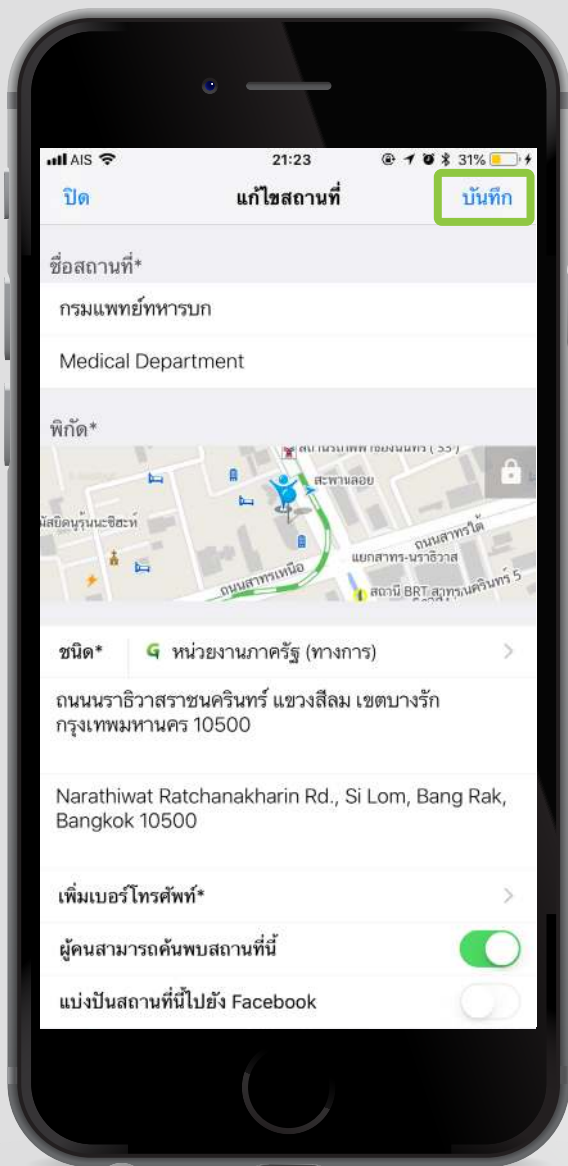 AIS 21:23 31%
ปิด แก้ไขสถานที่ บันทึก
ชื่อสถานที่*
กรมแพทย์ทหารบก
Medical Department
พิกัด*
สะพานลอย
ถนนสาทรใต้
แยกสาทร-นราธิวาส
ถนนสาทรเหนือ
สถานี BRT
ชนิด* หน่วยงานภาครัฐ (ทางการ)
ถนนนราธิวาสราชนครินทร์ แขวงสีลม เขตบางรัก
กรุงเทพมหานคร 10500
Narathiwat Ratchanakharin Rd., Si Lom, Bang Rak,
Bangkok 10500
เพิ่มเบอร์โทรศัพท์*
ผู้คนสามารถค้นพบสถานที่นี้
แบ่งปันสถานที่นี้ไปยัง Facebook